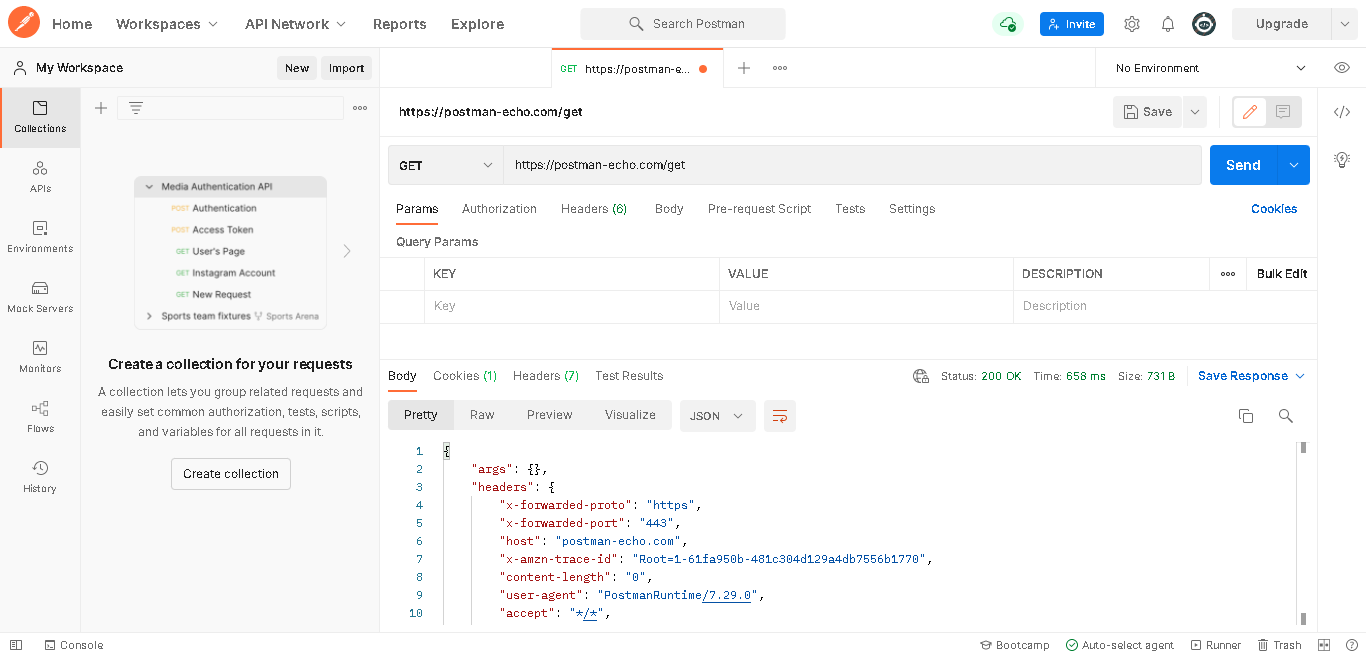 Home Workspaces API Network Reports Explore Search Postman Invite Upgrade
My Workspace New Import GET https://postman-e... No Environment
Collections
APIs
Environments
Mock Servers
Monitors
Flows
History
Media Authentication API
POST Authentication
POST Access Token
GET User's Page
GET Instagram Account
GET New Request
Sports team fixtures Sports Arena
Create a collection for your requests
A collection lets you group related requests and
easily set common authorization, tests, scripts,
and variables for all requests in it.
Create collection
https://postman-echo.com/get Save
GET https://postman-echo.com/get Send
Params Authorization Headers (6) Body Pre-request Script Tests Settings Cookies
Query Params
KEY VALUE DESCRIPTION Bulk Edit
Key Value Description
Body Cookies (1) Headers (7) Test Results Status: 200 OK Time: 658 ms Size: 731 B Save Response
Pretty Raw Preview Visualize JSON
1 {
2 "args": {},
3 "headers": {
4 "x-forwarded-proto": "https",
5 "x-forwarded-port": "443",
6 "host": "postman-echo.com",
7 "x-amzn-trace-id": "Root=1-61fa950b-481c304d129a4db7556b1770",
8 "content-length": "0",
9 "user-agent": "PostmanRuntime/7.29.0",
10 "accept": "*/*",
Console Bootcamp Auto-select agent Runner Trash